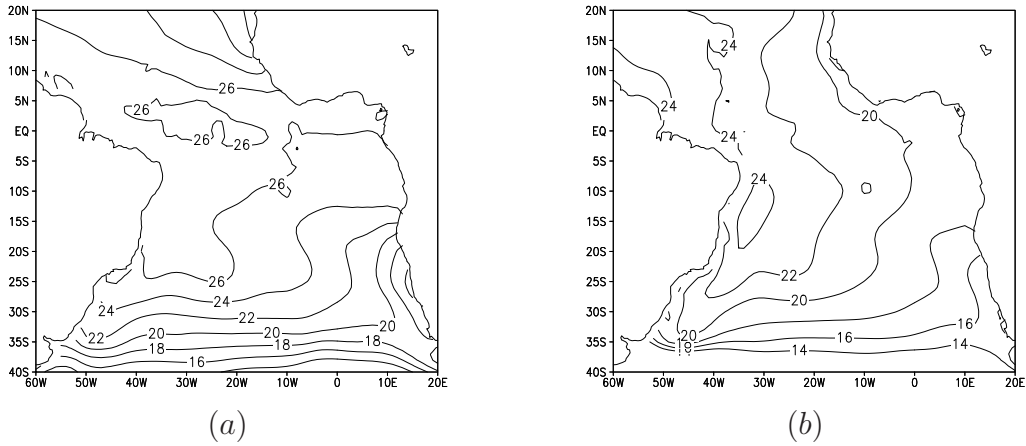 20N 20N
15N 24 15N
10N 10N
26
5N 26 24 5N
20
EQ EQ
26 26 24
5S 5S
26 24
10S 10S
15S 15S
20S 20S
26 22
25S 25S
24 24 20
30S 22 30S
22 20 20 20 20 16
35S 18 18 16 35S
16 18 14 14
40S 40S
60W 50W 40W 30W 20W 10W 0 10E 20E 60W 50W 40W 30W 20W 10W 0 10E 20E
(a) (b)